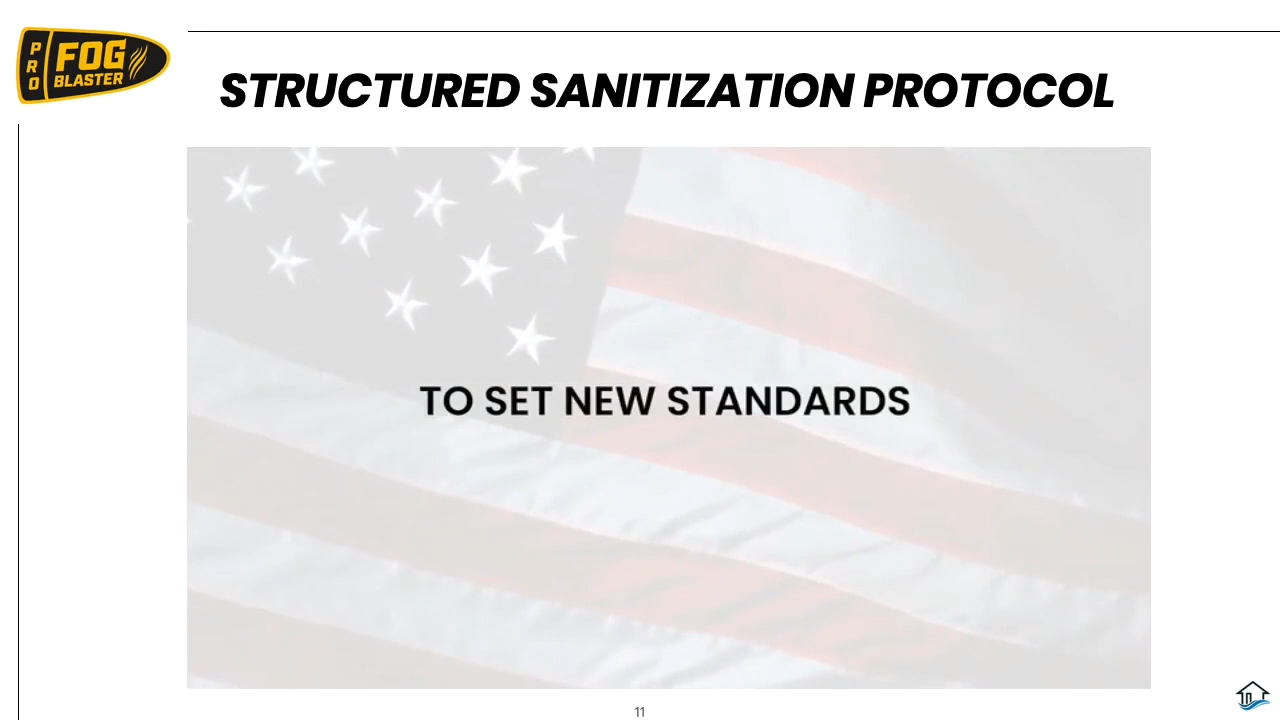 PRO
FOG
BLASTER
STRUCTURED SANITIZATION PROTOCOL
TO SET NEW STANDARDS
11